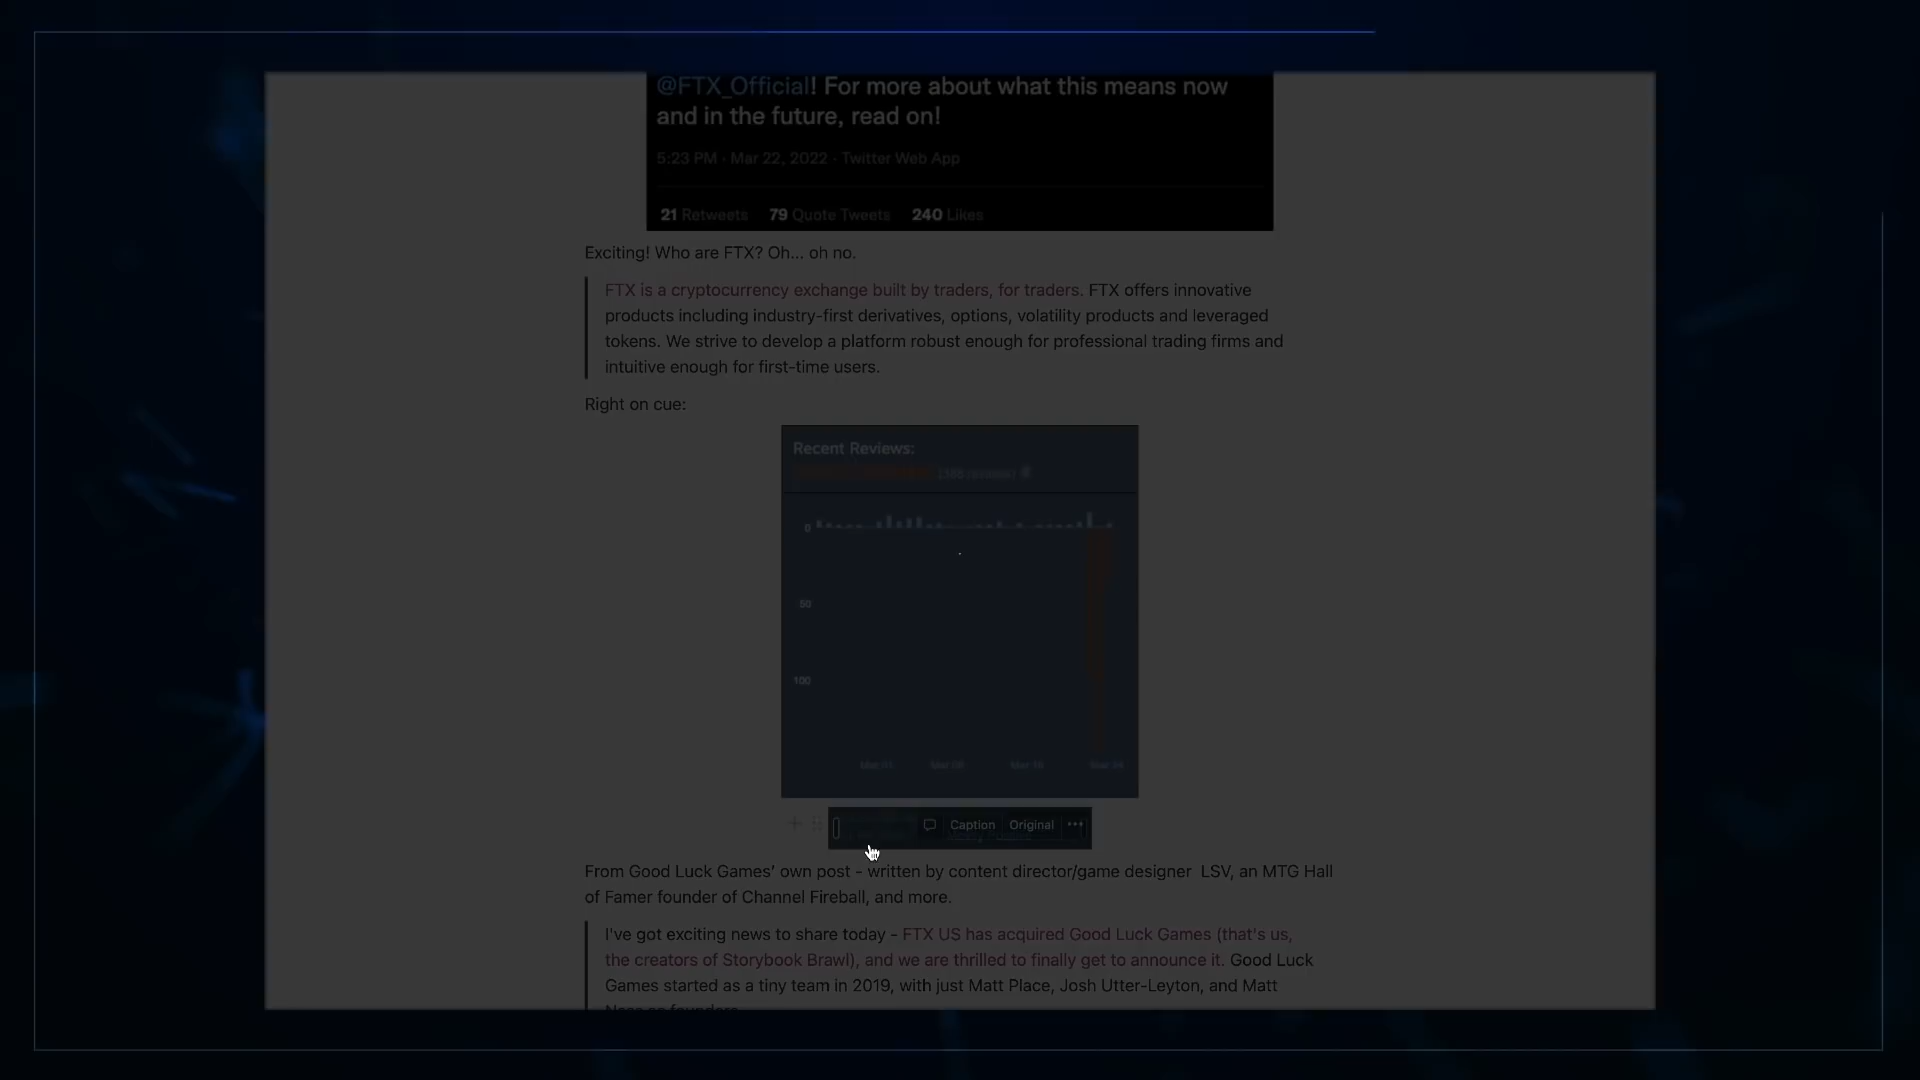 @FTX_Official! For more about what this means now
and in the future, read on!
5:23 PM · Mar 22, 2022 · Twitter Web App
21 Retweets 79 Quote Tweets 240 Likes
Exciting! Who are FTX? Oh... oh no.
FTX is a cryptocurrency exchange built by traders, for traders. FTX offers innovative
products including industry-first derivatives, options, volatility products and leveraged
tokens. We strive to develop a platform robust enough for professional trading firms and
intuitive enough for first-time users.
Right on cue:
Recent Reviews:
0
50
100
Caption Original
From Good Luck Games' own post - written by content director/game designer LSV, an MTG Hall
of Famer founder of Channel Fireball, and more.
I've got exciting news to share today - FTX US has acquired Good Luck Games (that's us,
the creators of Storybook Brawl), and we are thrilled to finally get to announce it. Good Luck
Games started as a tiny team in 2019, with just Matt Place, Josh Utter-Leyton, and Matt